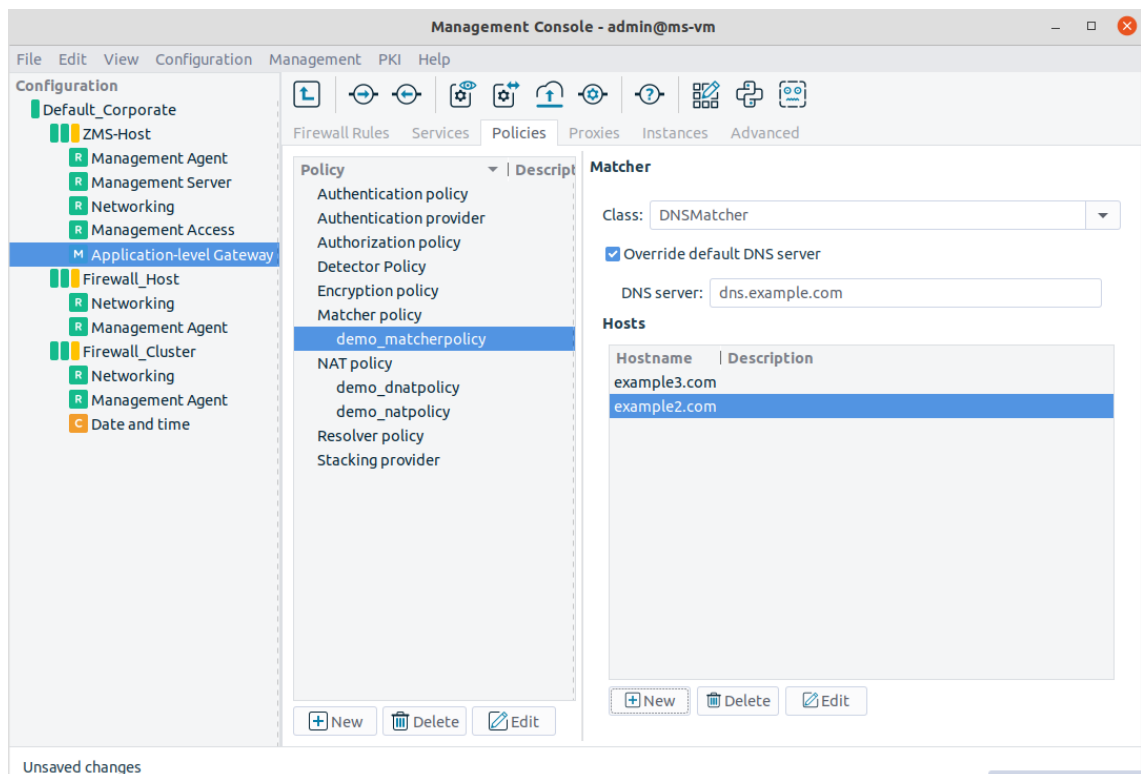 Management Console - admin@ms-vm
File Edit View Configuration Management PKI Help
Configuration
Default_Corporate
ZMS-Host
R Management Agent
R Management Server
R Networking
R Management Access
M Application-level Gateway
Firewall_Host
R Networking
R Management Agent
Firewall_Cluster
R Networking
R Management Agent
C Date and time
Firewall Rules Services Policies Proxies Instances Advanced
Policy Descript
Authentication policy
Authentication provider
Authorization policy
Detector Policy
Encryption policy
Matcher policy
demo_matcherpolicy
NAT policy
demo_dnatpolicy
demo_natpolicy
Resolver policy
Stacking provider
New Delete Edit
Matcher
Class: DNSMatcher
Override default DNS server
DNS server: dns.example.com
Hosts
Hostname Description
example3.com
example2.com
New Delete Edit
Unsaved changes